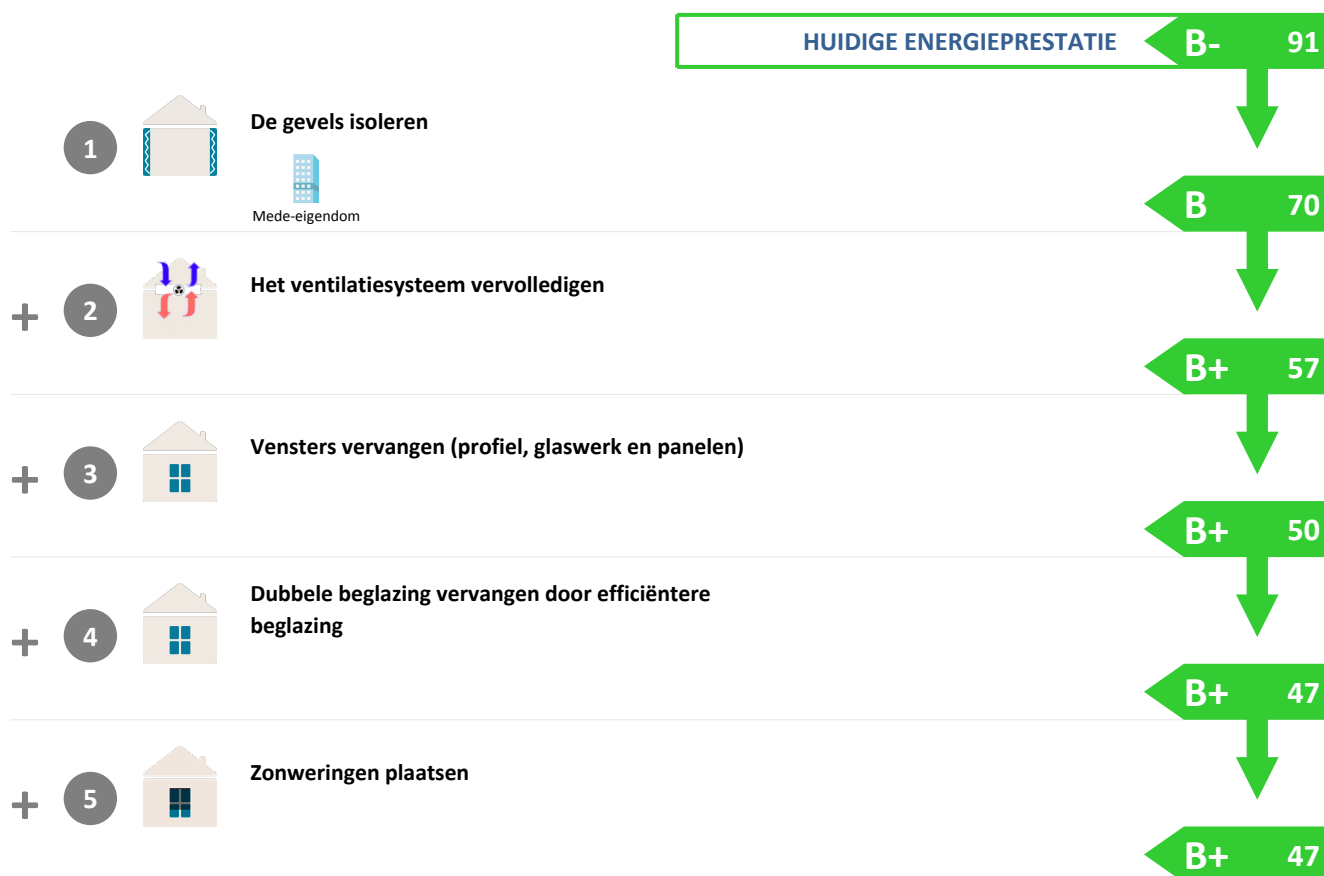 HUIDIGE ENERGIEPRESTATIE B- 91
1 De gevels isoleren
Mede-eigendom
B 70
+ 2 Het ventilatiesysteem vervolledigen
B+ 57
+ 3 Vensters vervangen (profiel, glaswerk en panelen)
B+ 50
+ 4 Dubbele beglazing vervangen door efficiëntere
beglazing
B+ 47
+ 5 Zonweringen plaatsen
B+ 47